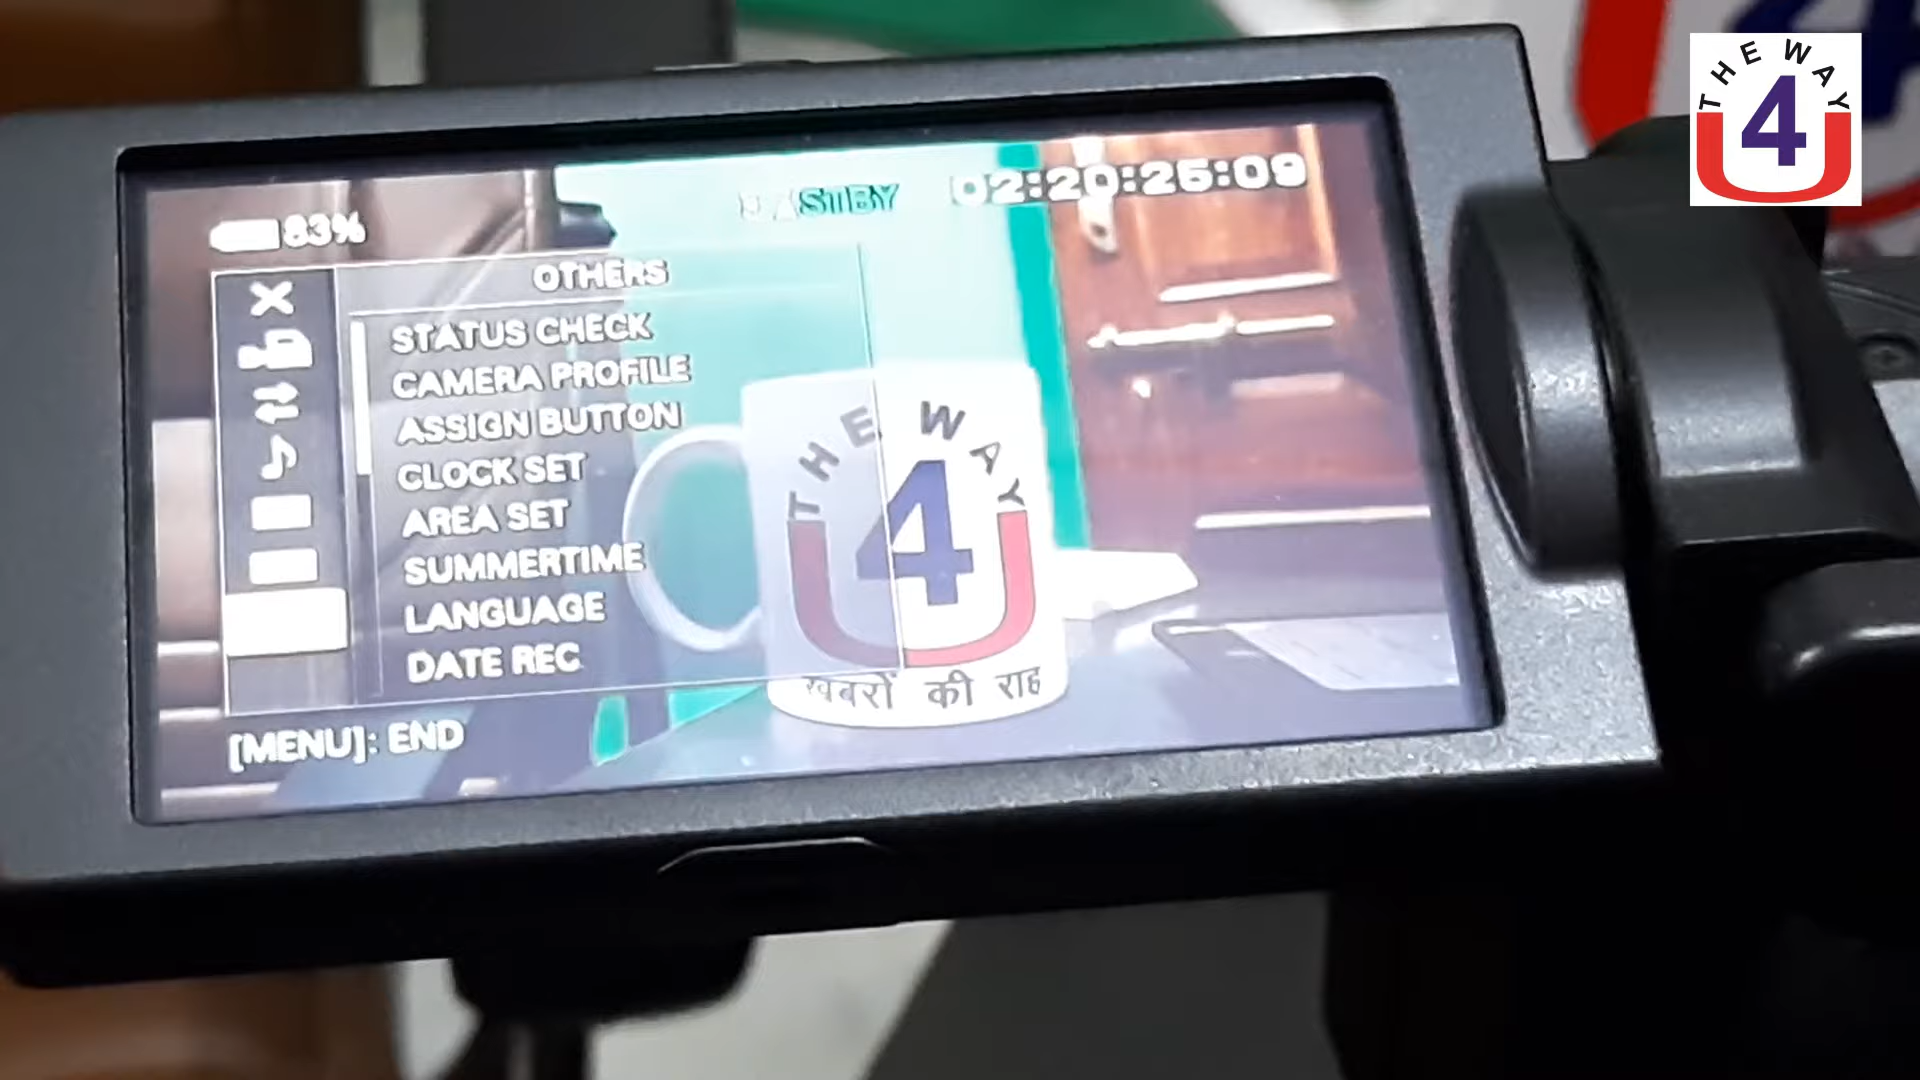 THE WAY
4
U
83%
STBY
02:20:25:09
OTHERS
STATUS CHECK
CAMERA PROFILE
ASSIGN BUTTON
CLOCK SET
AREA SET
SUMMERTIME
LANGUAGE
DATE REC
[MENU]: END
THE WAY
4
U
खबरों की राह